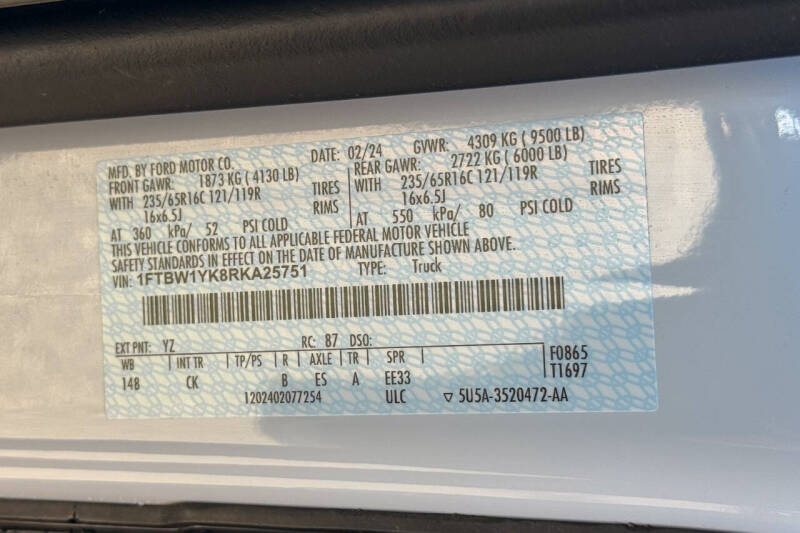 MFD. BY FORD MOTOR CO. DATE: 02/24 GVWR: 4309 KG ( 9500 LB)
FRONT GAWR: 1873 KG ( 4130 LB) REAR GAWR: 2722 KG ( 6000 LB)
WITH 235/65R16C 121/119R TIRES WITH 235/65R16C 121/119R TIRES
16x6.5J RIMS 16x6.5J RIMS
AT 360 kPa/ 52 PSI COLD AT 550 kPa/ 80 PSI COLD
THIS VEHICLE CONFORMS TO ALL APPLICABLE FEDERAL MOTOR VEHICLE
SAFETY STANDARDS IN EFFECT ON THE DATE OF MANUFACTURE SHOWN ABOVE.
VIN: 1FTBW1YK8RKA25751 TYPE: Truck
EXT PNT: YZ RC: 87 DSO:
WB INT TR TP/PS R AXLE TR SPR F0865
148 CK B ES A EE33 T1697
1202402077254 ULC ▽ 5U5A-3520472-AA